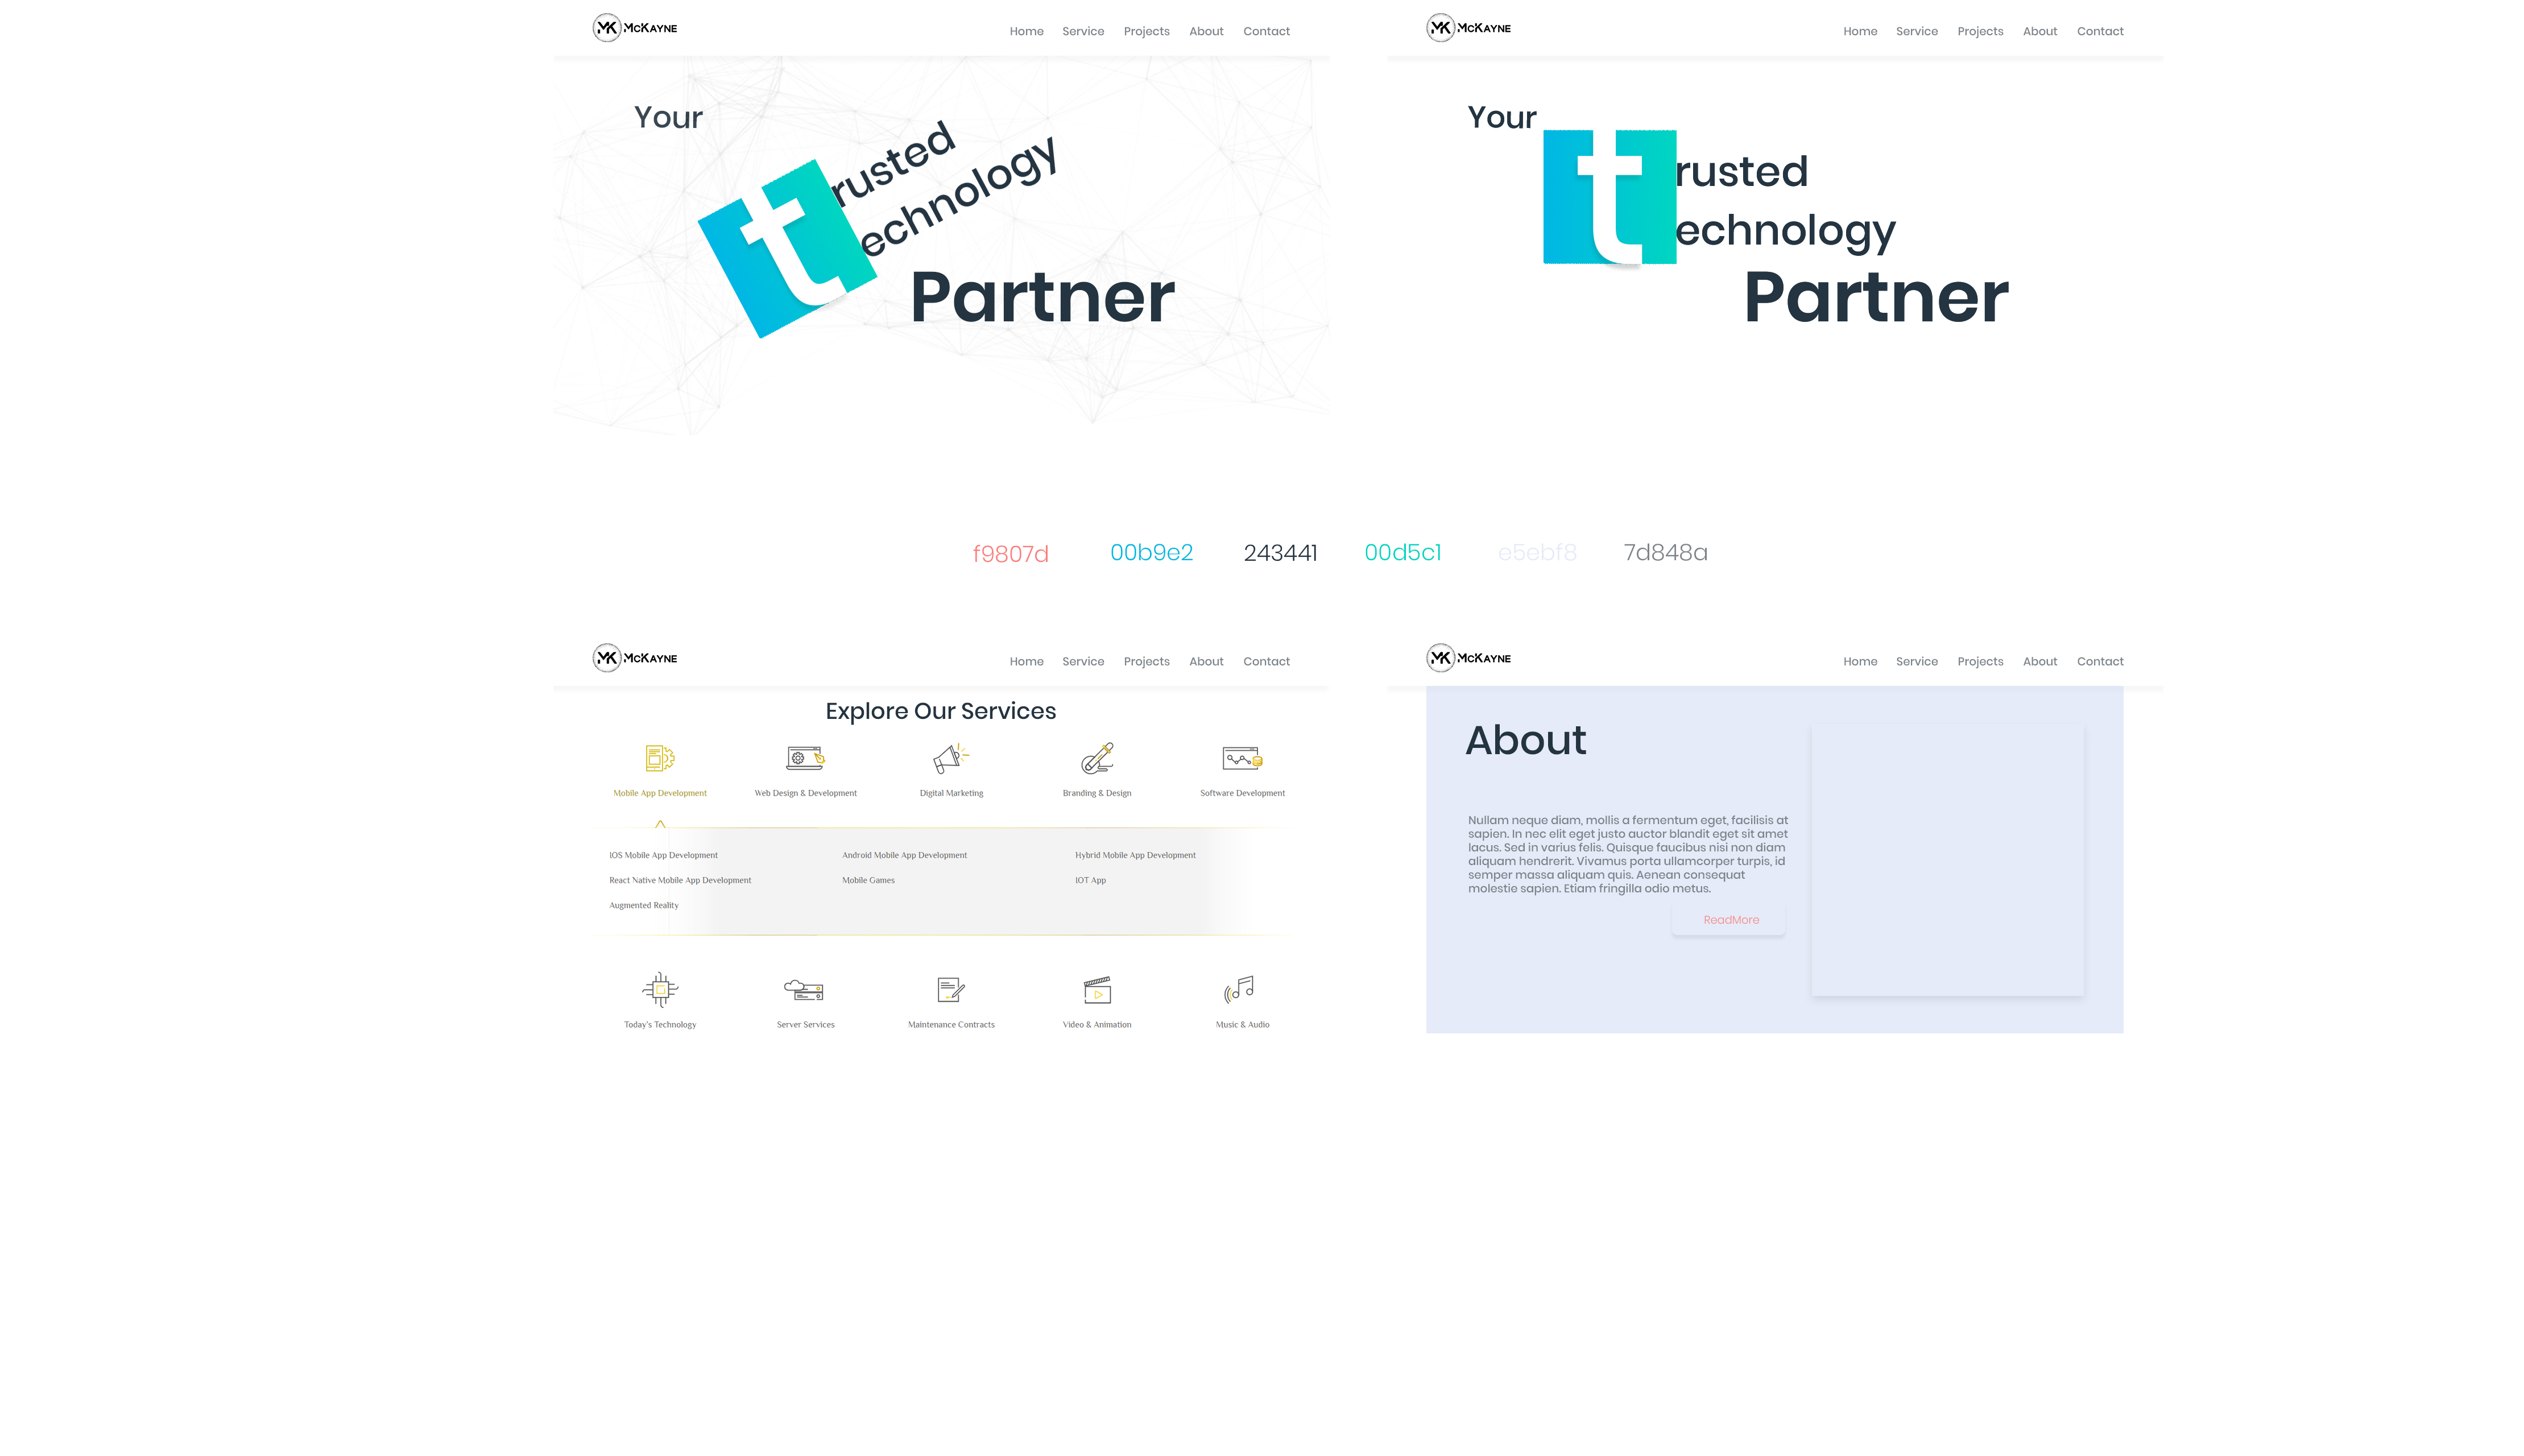 MK McKAYNE
Home Service Projects About Contact
Your
t
rusted
echnology
Partner
MK McKAYNE
Home Service Projects About Contact
Your
t
rusted
echnology
Partner
f9807d 00b9e2 243441 00d5c1 e5ebf8 7d848a
MK McKAYNE
Home Service Projects About Contact
Explore Our Services
Mobile App Development Web Design & Development Digital Marketing Branding & Design Software Development
IOS Mobile App Development Android Mobile App Development Hybrid Mobile App Development
React Native Mobile App Development Mobile Games IOT App
Augmented Reality
Today's Technology Server Services Maintenance Contracts Video & Animation Music & Audio
MK McKAYNE
Home Service Projects About Contact
About
Nullam neque diam, mollis a fermentum eget, facilisis at
sapien. In nec elit eget justo auctor blandit eget sit amet
lacus. Sed in varius felis. Quisque faucibus nisi non diam
aliquam hendrerit. Vivamus porta ullamcorper turpis, id
semper massa aliquam quis. Aenean consequat
molestie sapien. Etiam fringilla odio metus.
ReadMore